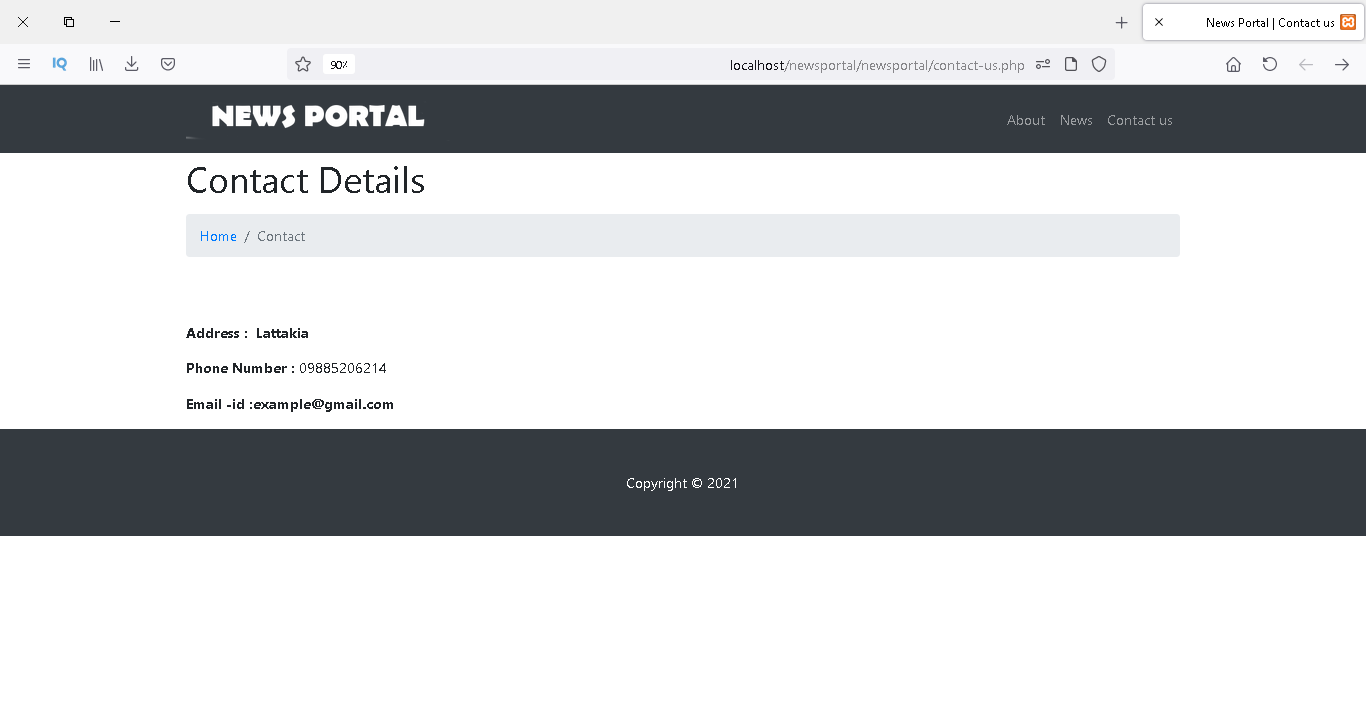 News Portal | Contact us
90٪
localhost/newsportal/newsportal/contact-us.php
IQ
NEWS PORTAL
About News Contact us
Contact Details
Home / Contact
Address : Lattakia
Phone Number : 09885206214
Email -id :example@gmail.com
Copyright © 2021